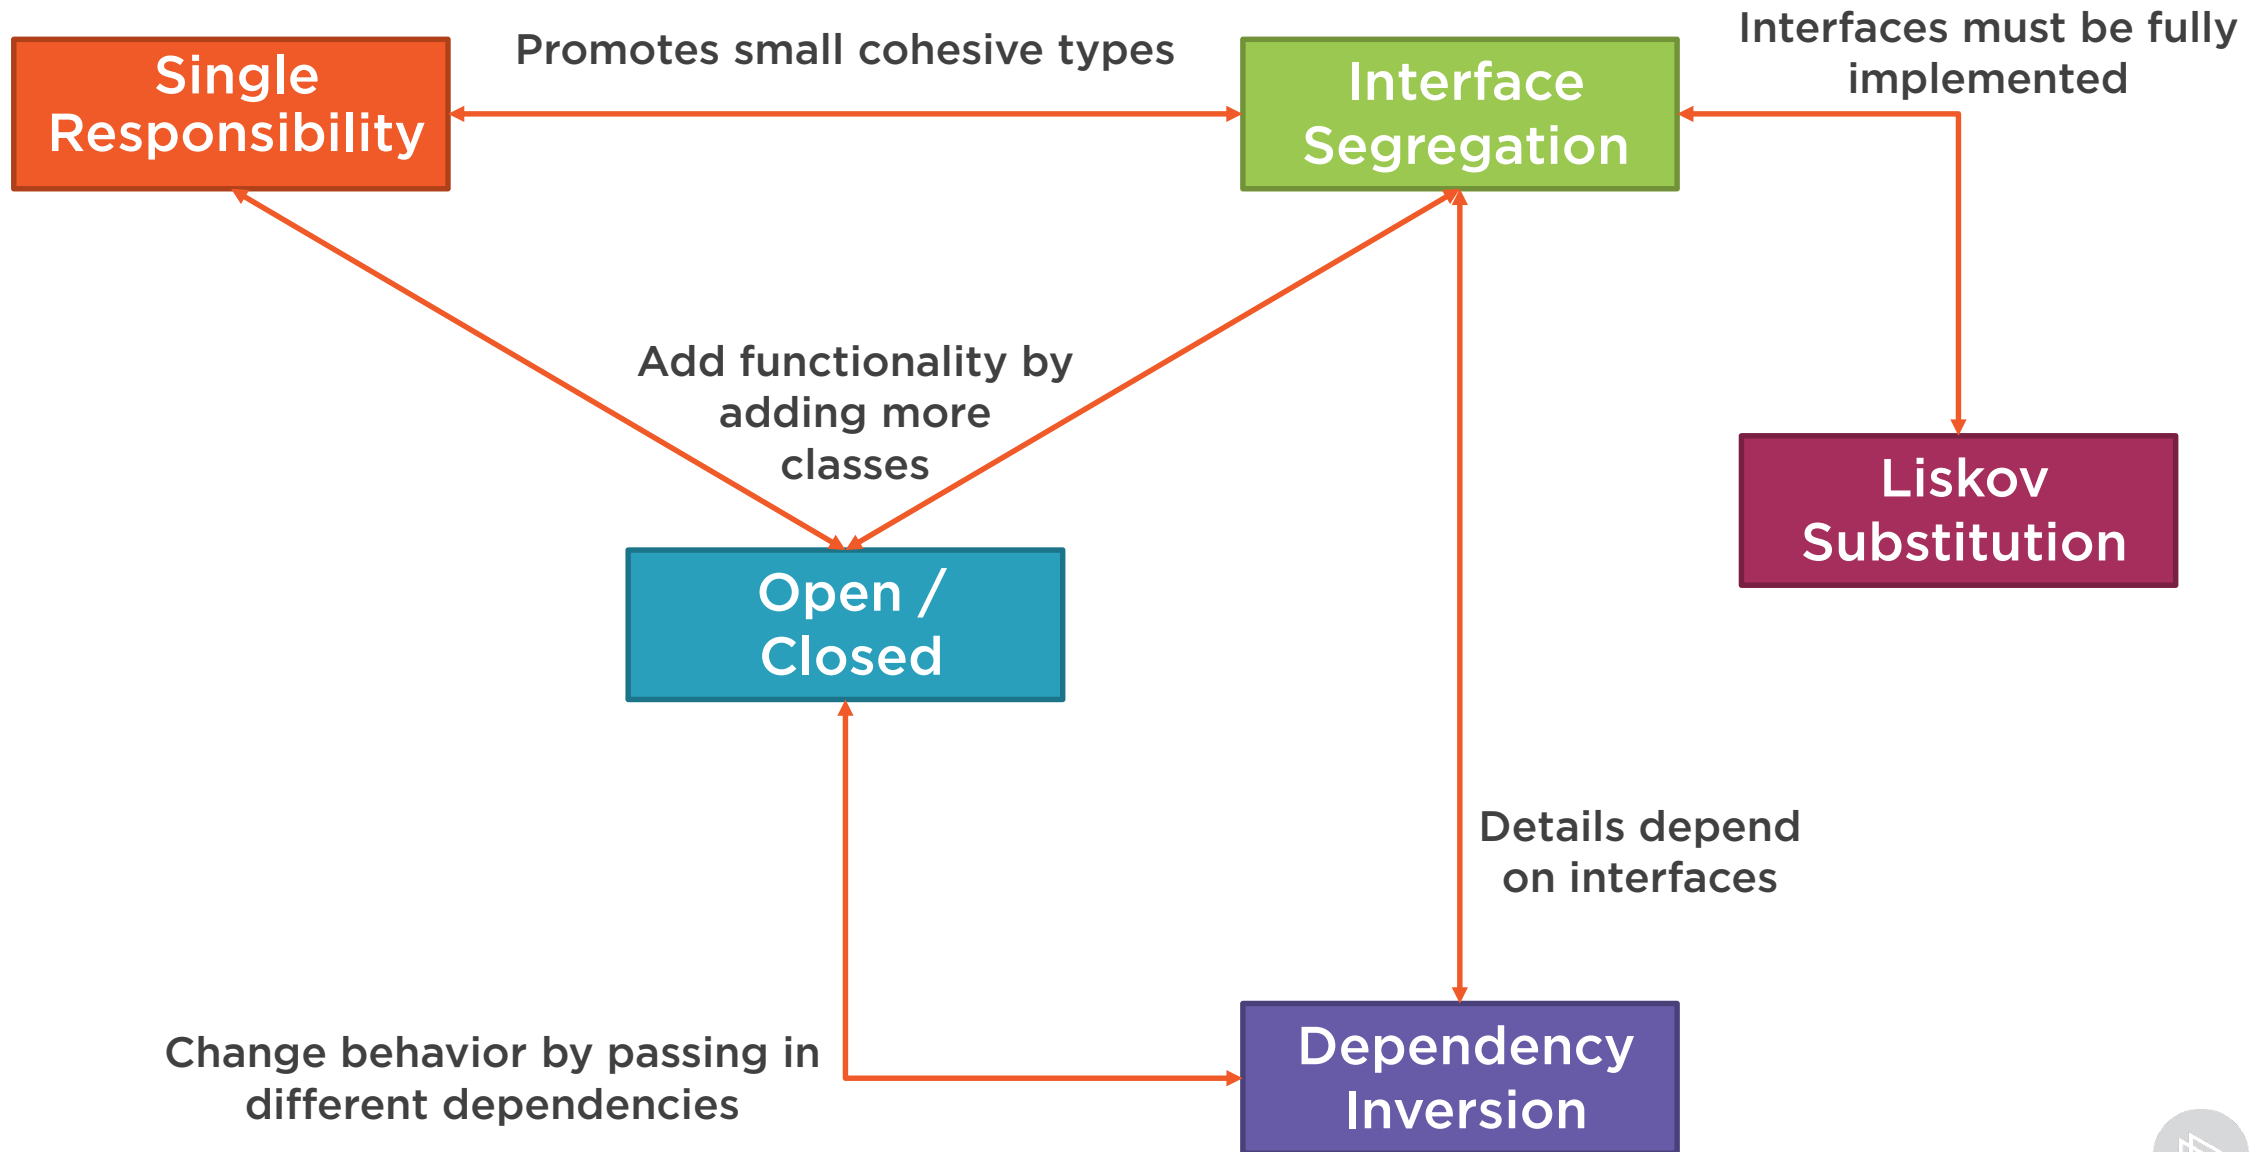 Interfaces must be fully
implemented
Promotes small cohesive types
Single
Responsibility
Interface
Segregation
Add functionality by
adding more
classes
Liskov
Substitution
Open /
Closed
Details depend
on interfaces
Change behavior by passing in
different dependencies
Dependency
Inversion